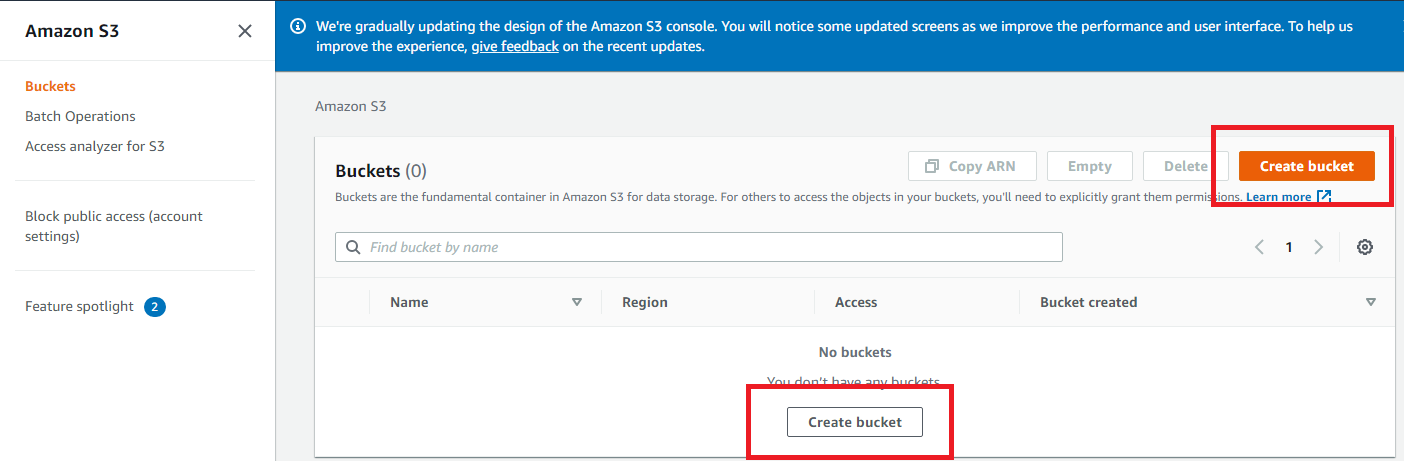 Amazon S3
We're gradually updating the design of the Amazon S3 console. You will notice some updated screens as we improve the performance and user interface. To help us
improve the experience, give feedback on the recent updates.
Buckets
Batch Operations
Access analyzer for S3
Block public access (account
settings)
Feature spotlight 2
Amazon S3
Buckets (0)
Copy ARN Empty Delete Create bucket
Buckets are the fundamental container in Amazon S3 for data storage. For others to access the objects in your buckets, you'll need to explicitly grant them permissions. Learn more
Find bucket by name
1
Name Region Access Bucket created
No buckets
You don't have any buckets
Create bucket